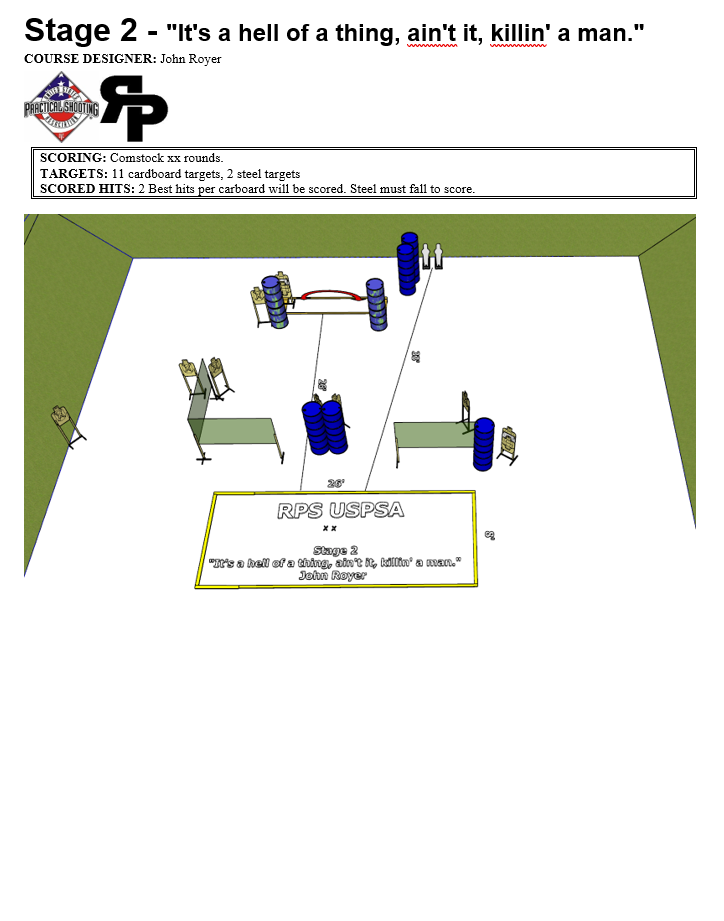 Stage 2 - "It's a hell of a thing, ain't it, killin' a man."
COURSE DESIGNER: John Royer
UNITED STATES
PRACTICAL SHOOTING
ASSOCIATION
RP
SCORING: Comstock xx rounds.
TARGETS: 11 cardboard targets, 2 steel targets
SCORED HITS: 2 Best hits per carboard will be scored. Steel must fall to score.
26'
RPS USPSA
x x
Stage 2
"It's a hell of a thing, ain't it, killin' a man."
John Royer